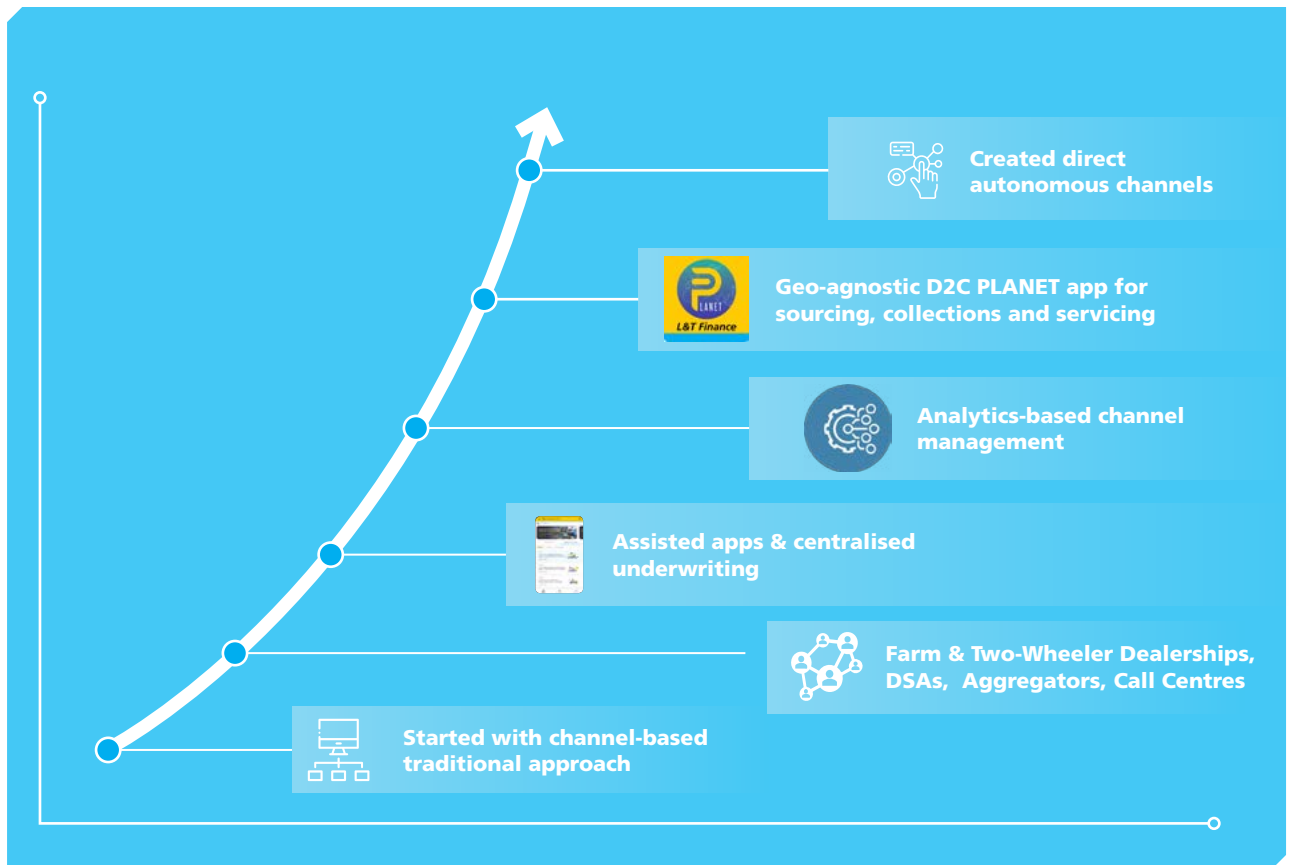 Created direct
autonomous channels
PLANET
L&T Finance
Geo-agnostic D2C PLANET app for
sourcing, collections and servicing
Analytics-based channel
management
Assisted apps & centralised
underwriting
Farm & Two-Wheeler Dealerships,
DSAs, Aggregators, Call Centres
Started with channel-based
traditional approach